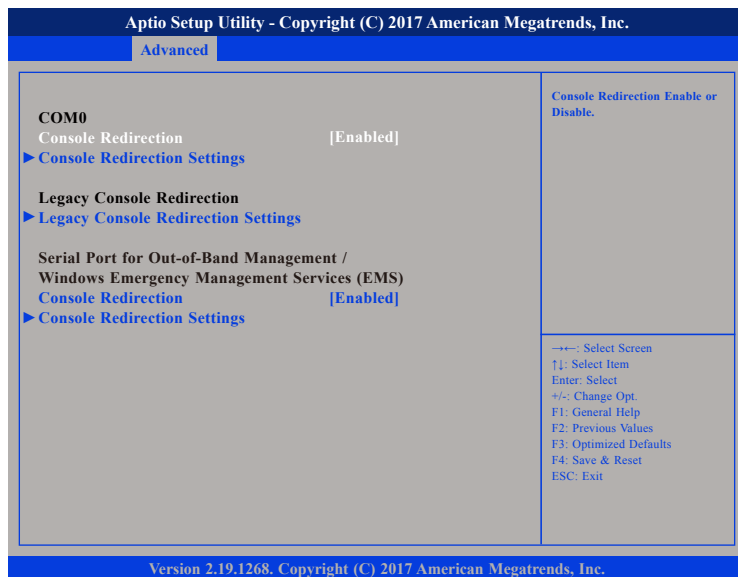 Aptio Setup Utility - Copyright (C) 2017 American Megatrends, Inc.
Advanced
COM0
Console Redirection [Enabled]
►Console Redirection Settings
Legacy Console Redirection
►Legacy Console Redirection Settings
Serial Port for Out-of-Band Management /
Windows Emergency Management Services (EMS)
Console Redirection [Enabled]
►Console Redirection Settings
Console Redirection Enable or
Disable.
→←: Select Screen
↑↓: Select Item
Enter: Select
+/-: Change Opt.
F1: General Help
F2: Previous Values
F3: Optimized Defaults
F4: Save & Reset
ESC: Exit
Version 2.19.1268. Copyright (C) 2017 American Megatrends, Inc.